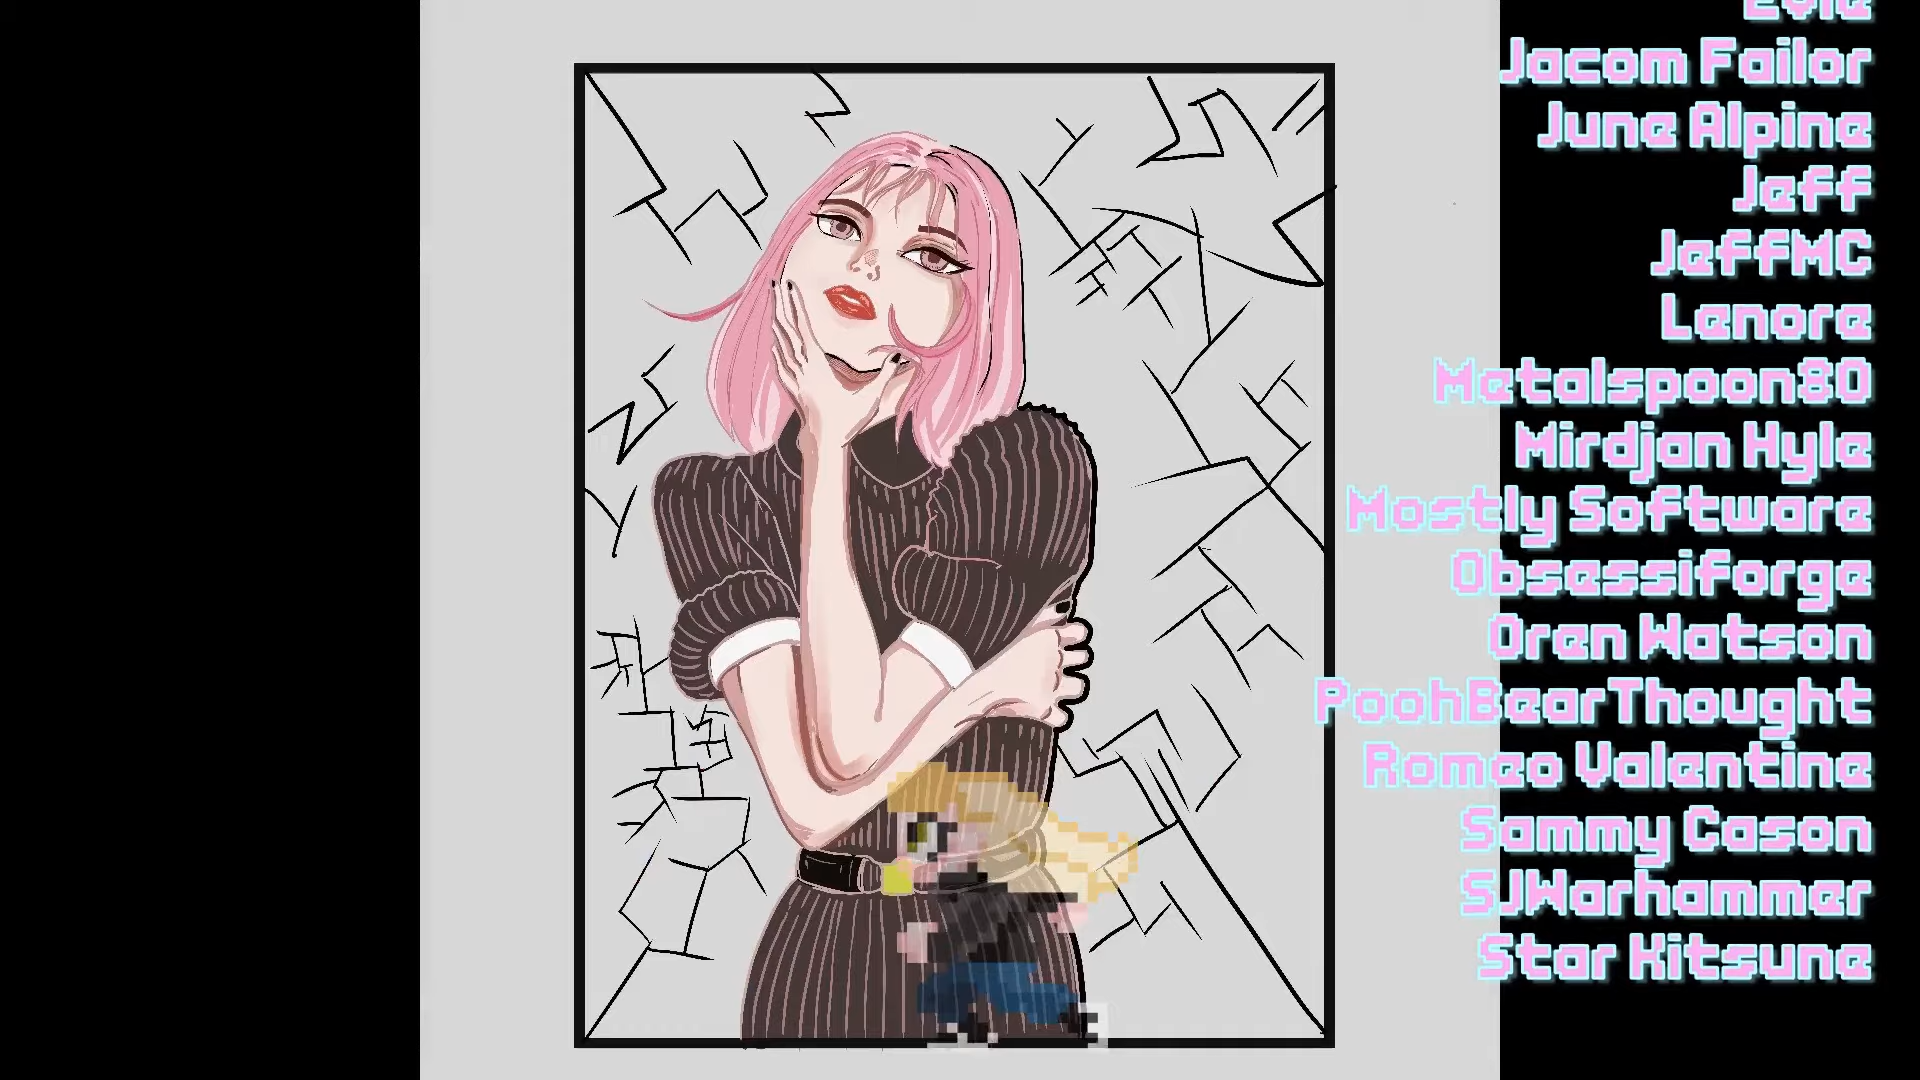 Evie
Jacom Failor
June Alpine
Jeff
JeffMC
Lenore
Metalspoon80
Mirdjan Hyle
Mostly Software
Obsessiforge
Oren Watson
PoohBearThought
Romeo Valentine
Sammy Cason
SJWarhammer
Star Kitsune